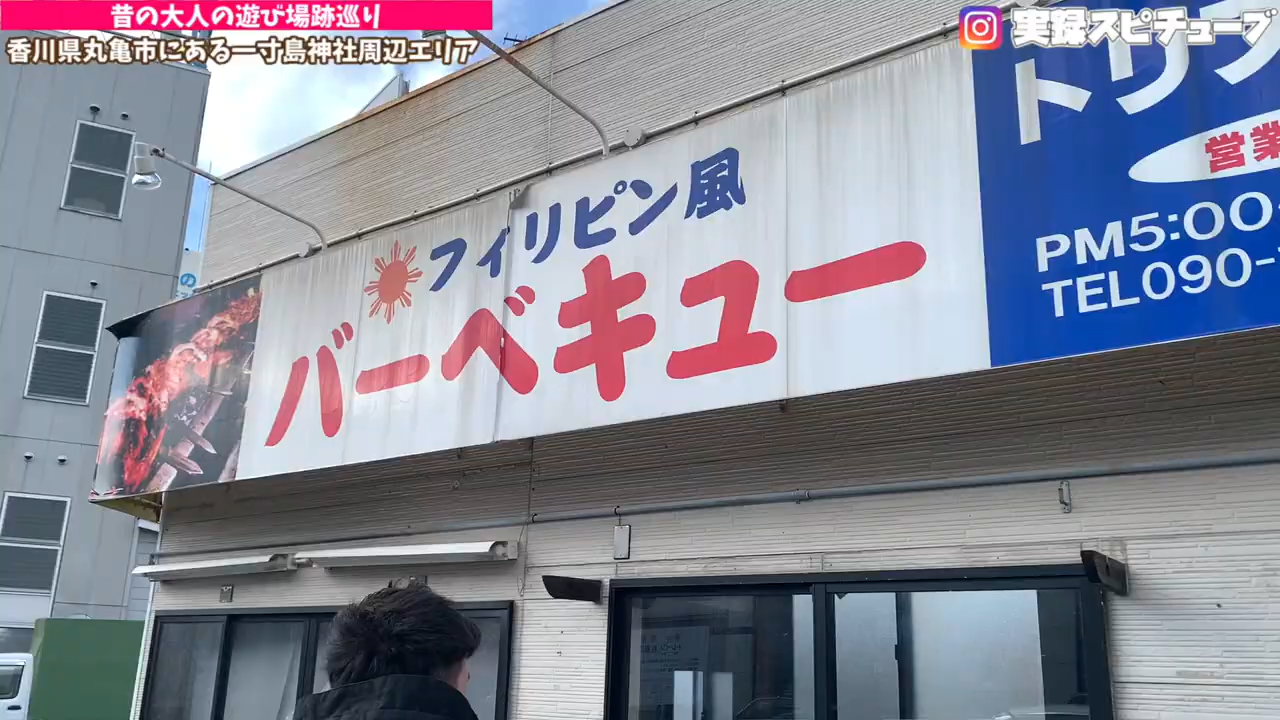 昔の大人の遊び場跡巡り
香川県丸亀市にある一寸島神社周辺エリア
実録スピチューブ
フィリピン風
バーベキュー
トリ
営業
PM5:00
TEL090-